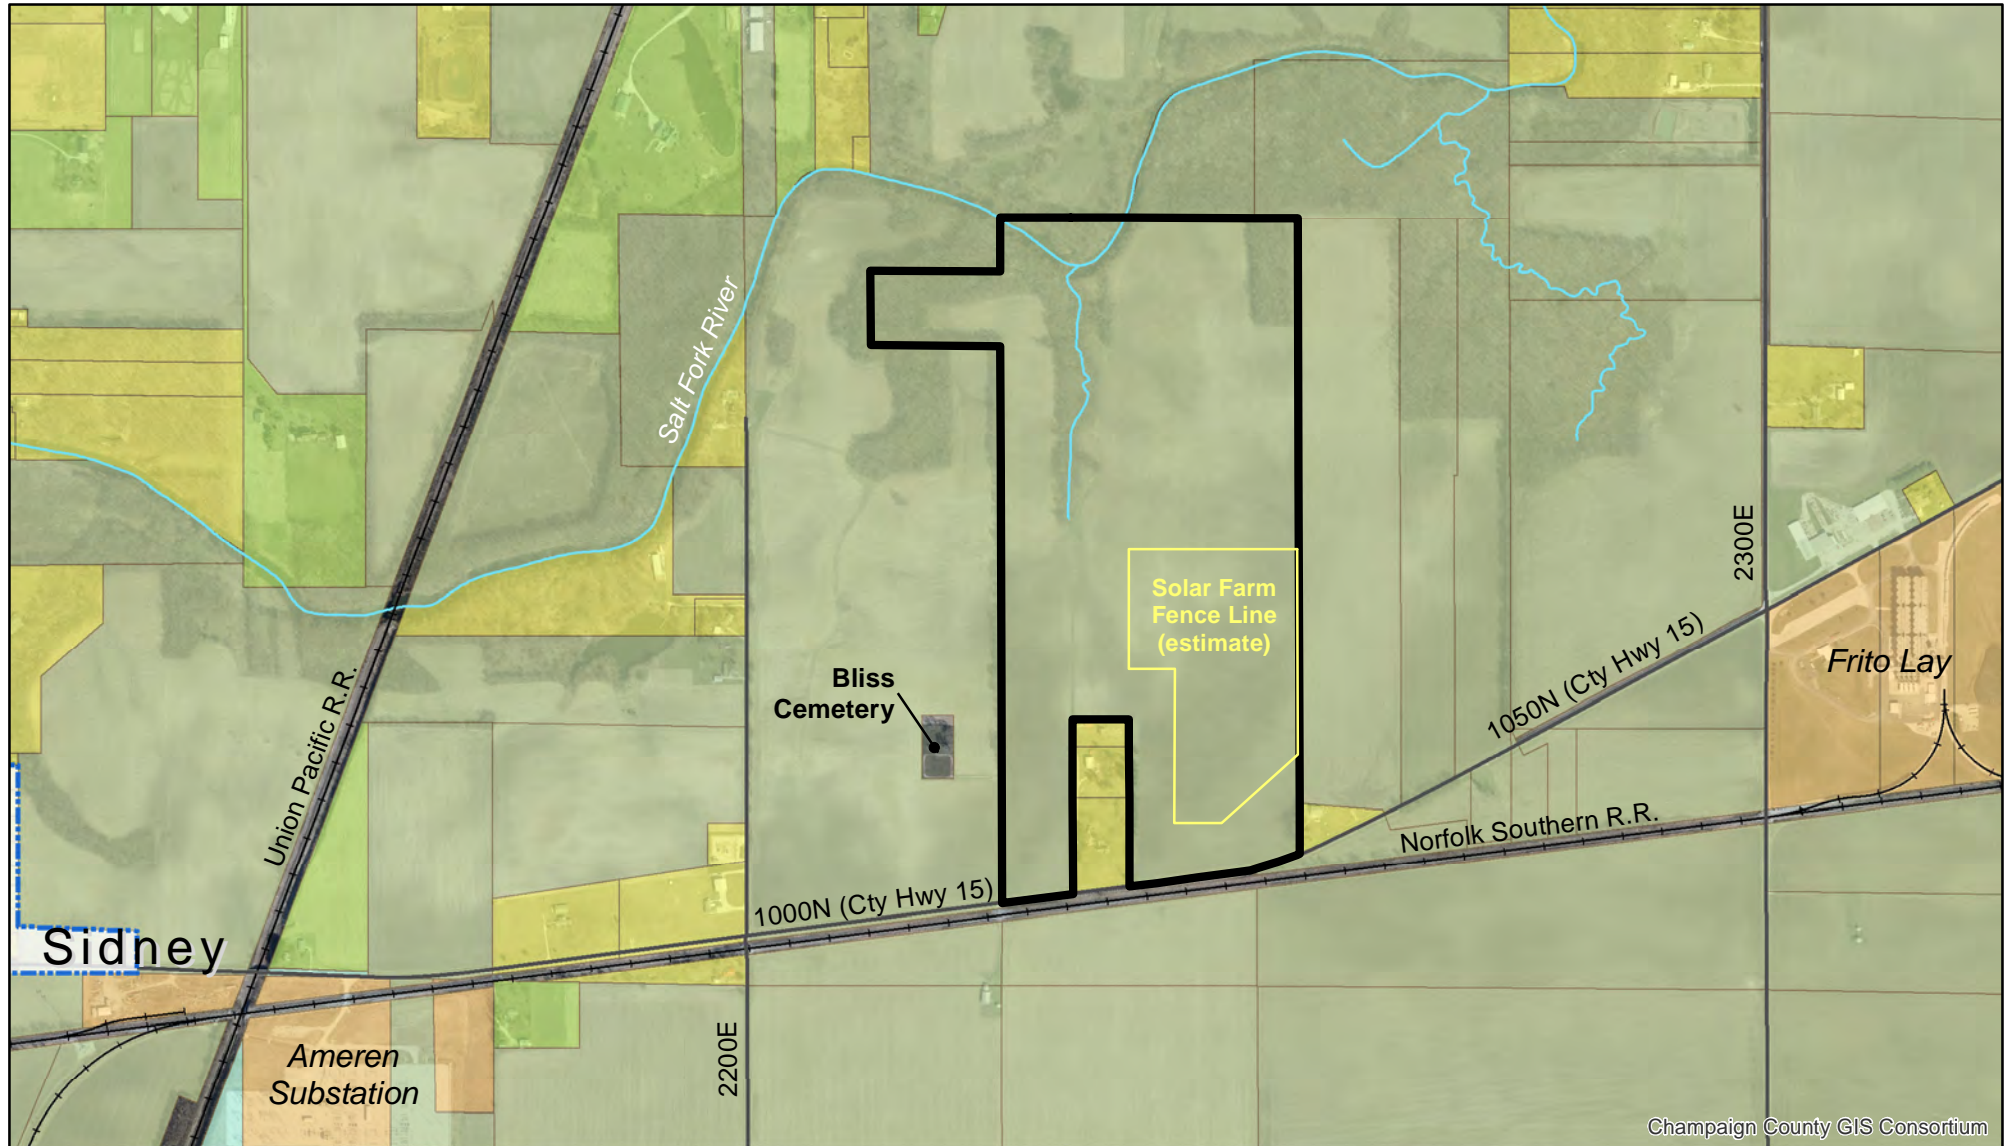 Salt Fork River
2300E
Solar Farm
Fence Line
(estimate)
1050N (Cty Hwy 15)
Frito Lay
Bliss
Cemetery
Union Pacific R.R.
Norfolk Southern R.R.
1000N (Cty Hwy 15)
Sidney
2200E
Ameren
Substation
Champaign County GIS Consortium